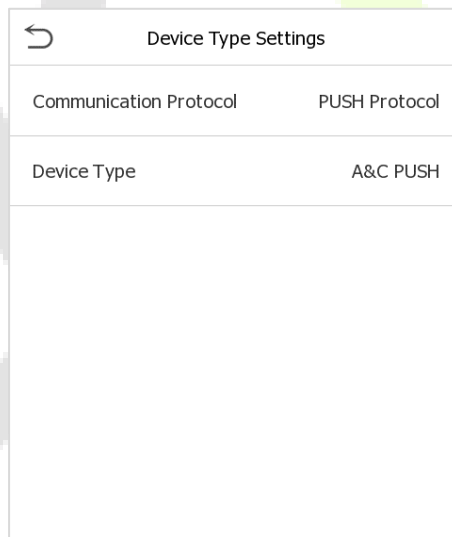 Device Type Settings
Communication Protocol PUSH Protocol
Device Type A&C PUSH